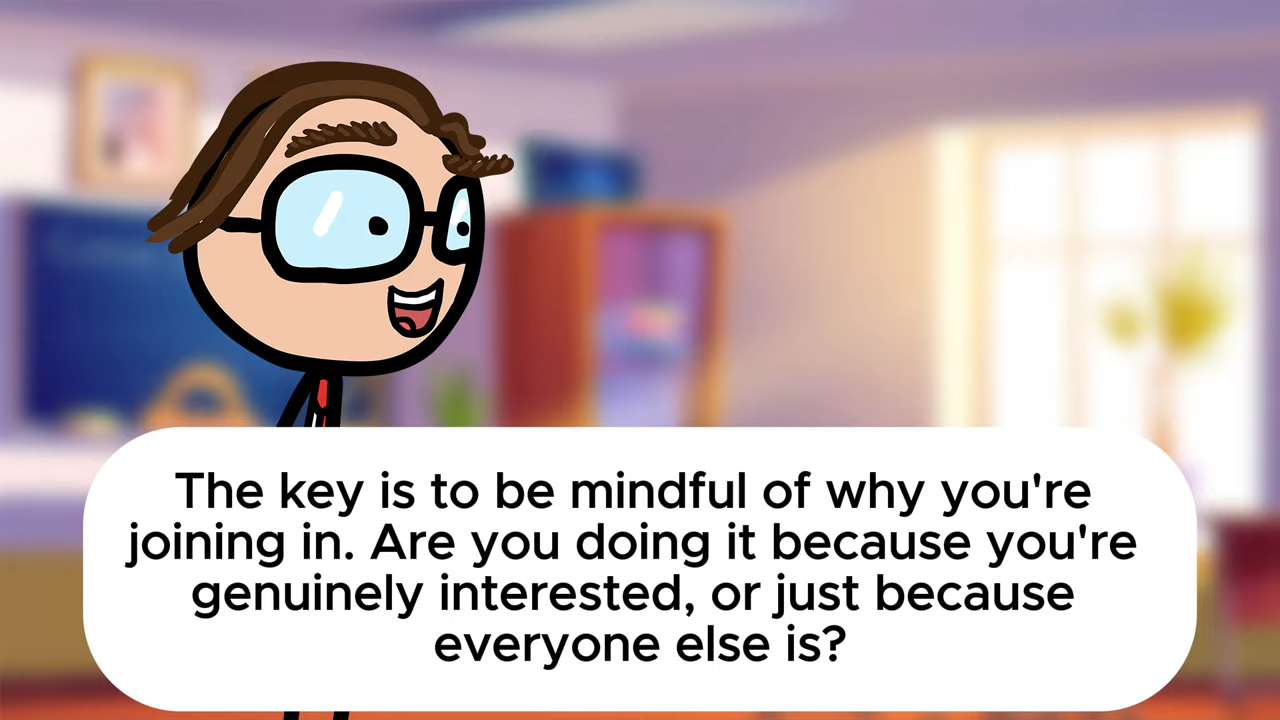 The key is to be mindful of why you're
joining in. Are you doing it because you're
genuinely interested, or just because
everyone else is?